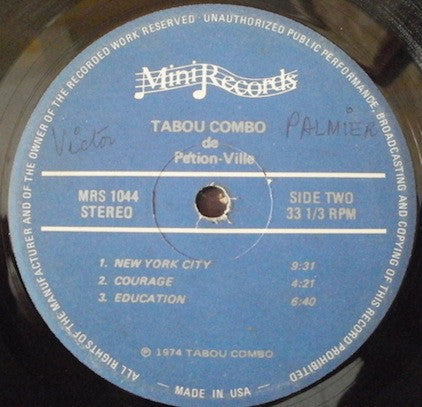 ALL RIGHTS OF THE MANUFACTURER AND OF THE OWNER OF THE RECORDED WORK RESERVED · UNAUTHORIZED PUBLIC PERFORMANCE, BROADCASTING AND COPYING OF THIS RECORD PROHIBITED
Mini Records
TABOU COMBO
de
Petion-Ville
Victor
PALMIER
MRS 1044
STEREO
SIDE TWO
33 1/3 RPM
1. NEW YORK CITY 9:31
2. COURAGE 4:21
3. EDUCATION 6:40
℗ 1974 TABOU COMBO
· MADE IN USA ·